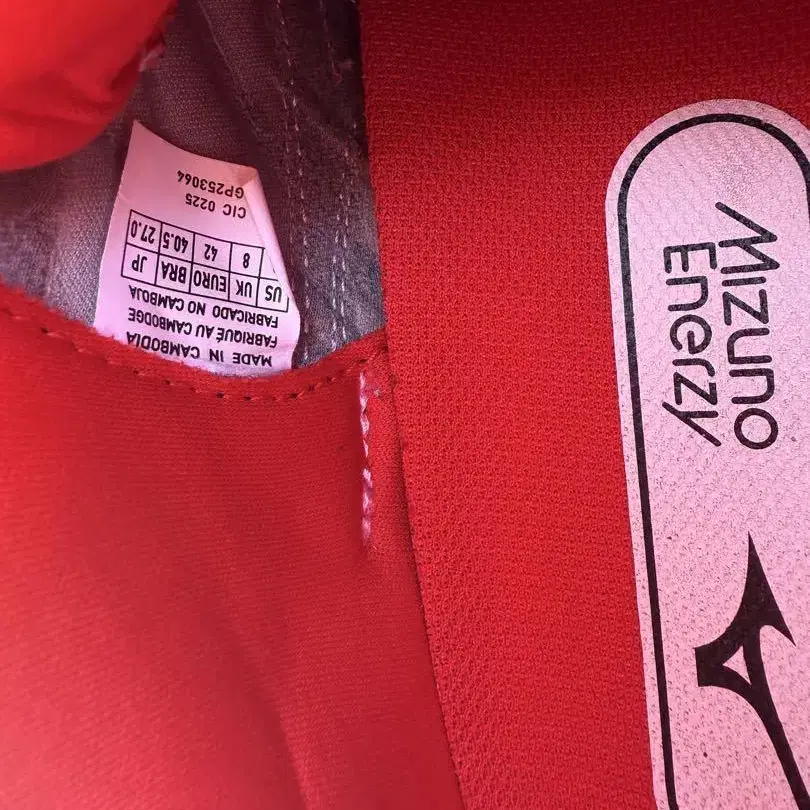 MADE IN CAMBODIA
FABRIQUÉ AU CAMBODGE
FABRICADO NO CAMBOJA
US UK EURO BRA JP
8 42 40.5 27.0
CIC 0225
GP253064
Mizuno
Enerzy